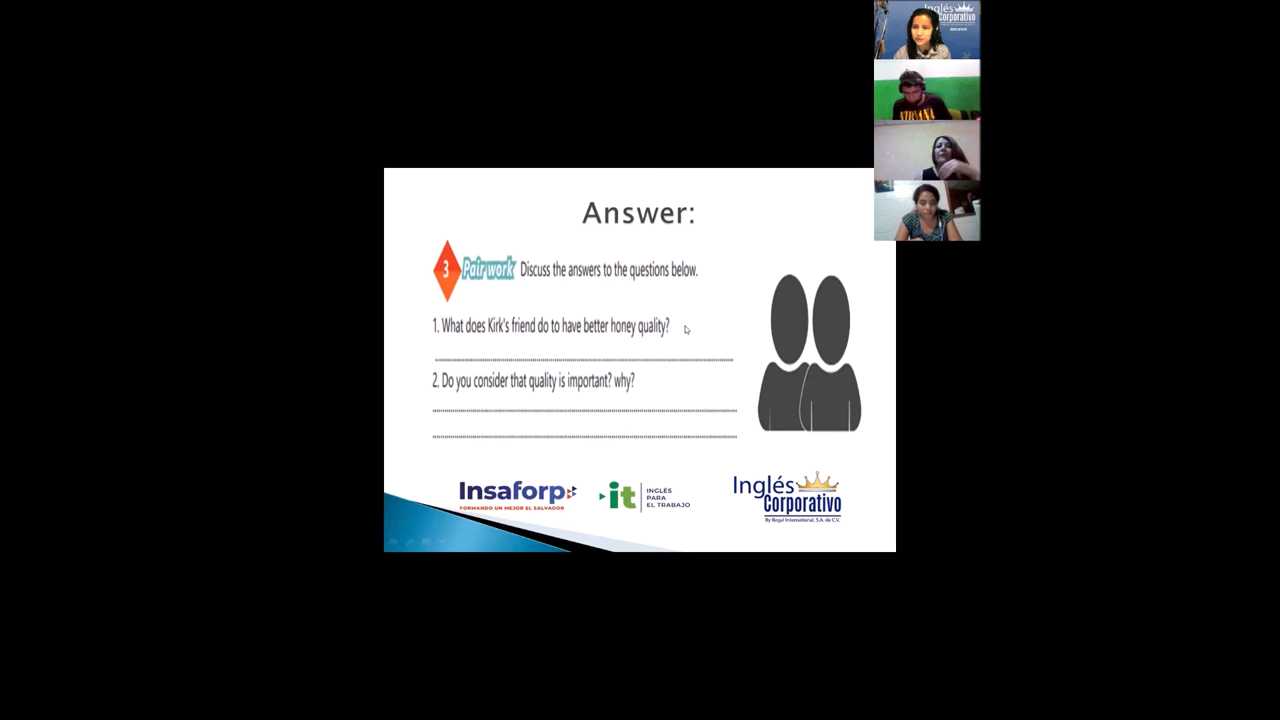 Inglés
Corporativo
NIRVANA
Answer:
3 Pair work Discuss the answers to the questions below.
1. What does Kirk's friend do to have better honey quality?
2. Do you consider that quality is important? why?
Insaforp
FORMANDO UN MEJOR EL SALVADOR
it INGLÉS
PARA
EL TRABAJO
Inglés
Corporativo
By Regal International, S.A. de C.V.